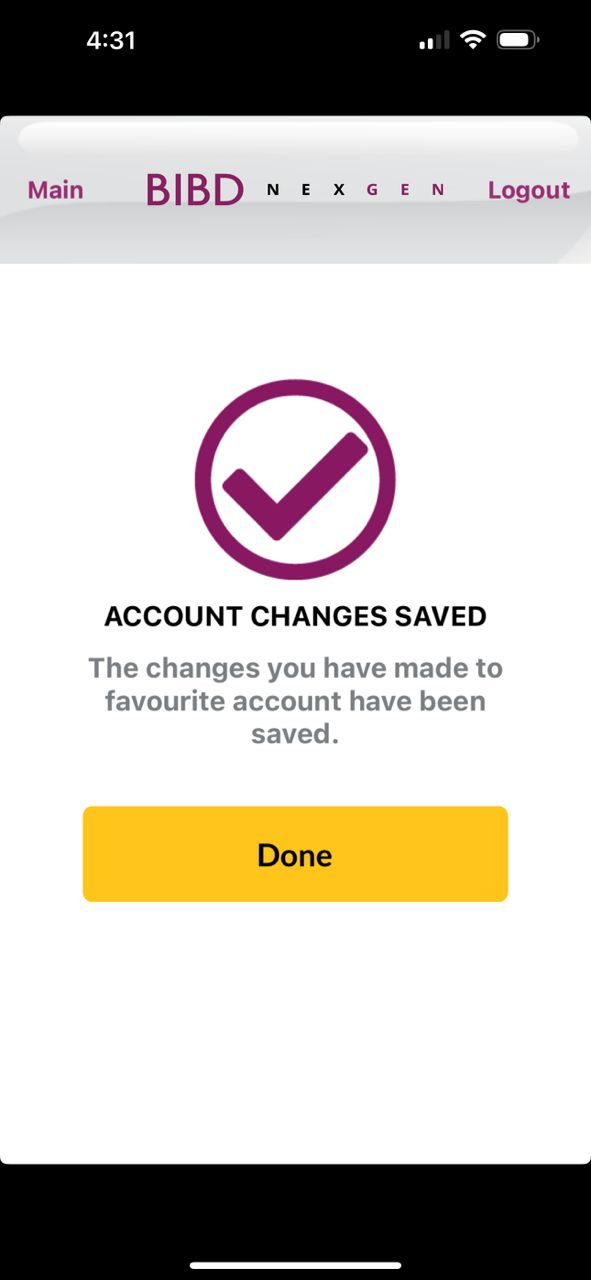 4:31
Main BIBD NEXGEN Logout
ACCOUNT CHANGES SAVED
The changes you have made to
favourite account have been
saved.
Done